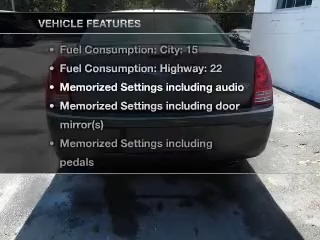 VEHICLE FEATURES
Fuel Consumption: City: 15
Fuel Consumption: Highway: 22
Memorized Settings including audio
Memorized Settings including door
mirror(s)
Memorized Settings including
pedals